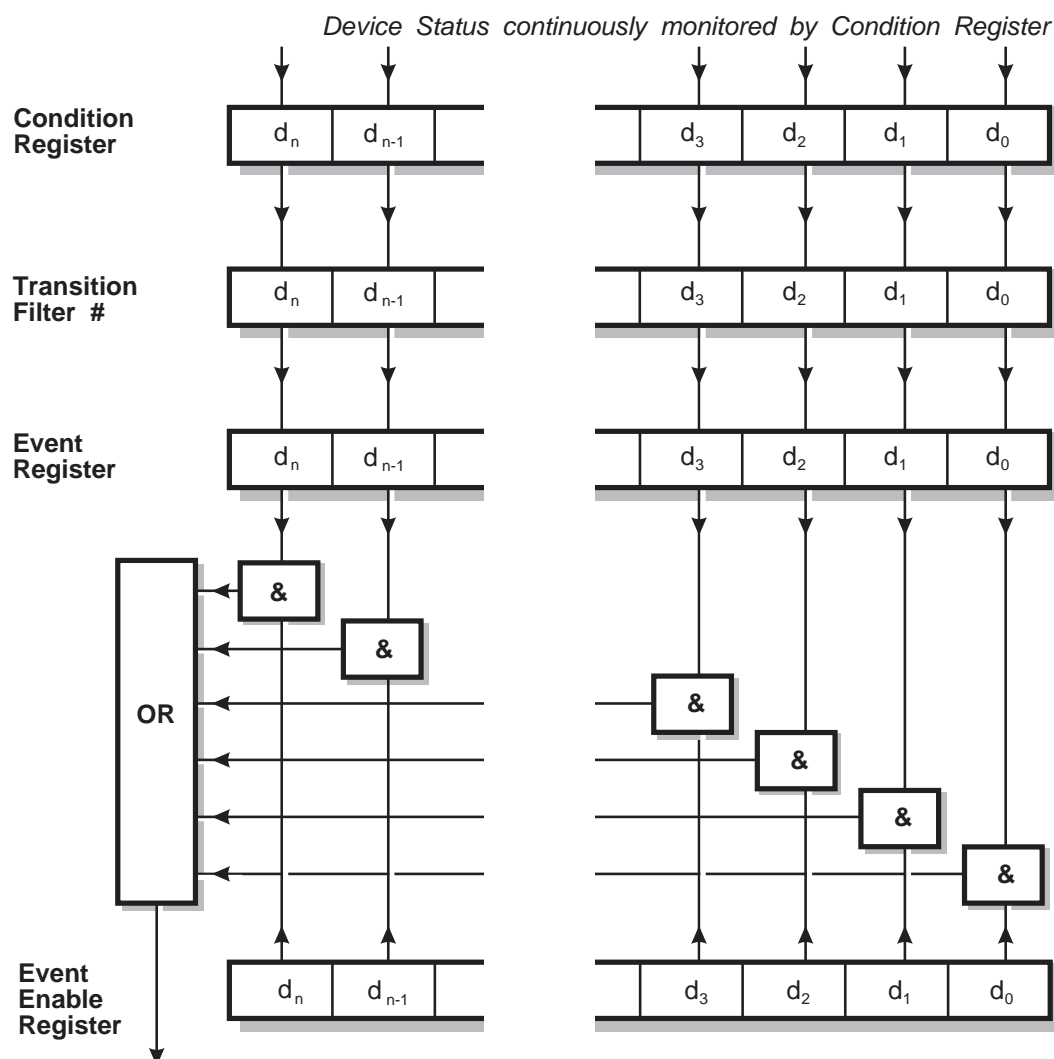 Device Status continuously monitored by Condition Register
Condition
Register
dn dn-1 d3 d2 d1 d0
Transition
Filter #
dn dn-1 d3 d2 d1 d0
Event
Register
dn dn-1 d3 d2 d1 d0
&
&
&
OR
&
&
&
Event
Enable
Register
dn dn-1 d3 d2 d1 d0